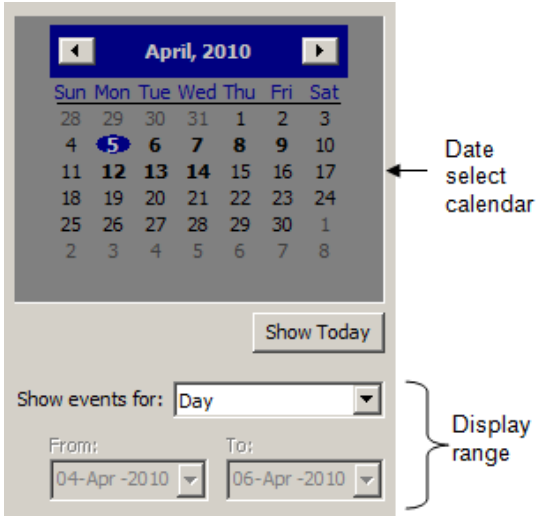 April, 2010
Sun Mon Tue Wed Thu Fri Sat
28 29 30 31 1 2 3
4 5 6 7 8 9 10
11 12 13 14 15 16 17
18 19 20 21 22 23 24
25 26 27 28 29 30 1
2 3 4 5 6 7 8
Date
select
calendar
Show Today
Show events for: Day
Display
range
From: To:
04-Apr -2010 06-Apr -2010